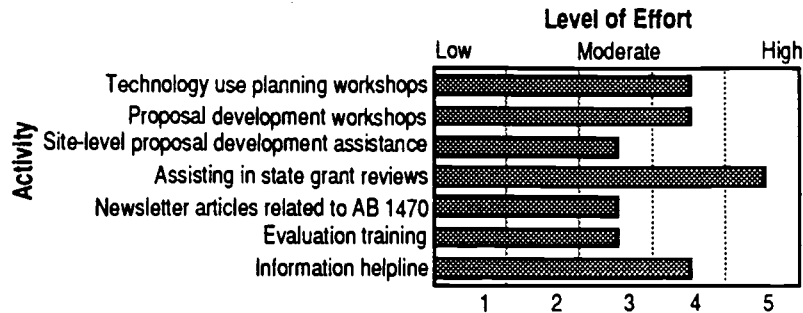 Level of Effort
Low Moderate High
Technology use planning workshops
Proposal development workshops
Site-level proposal development assistance
Assisting in state grant reviews
Newsletter articles related to AB 1470
Evaluation training
Information helpline
Activity
1 2 3 4 5